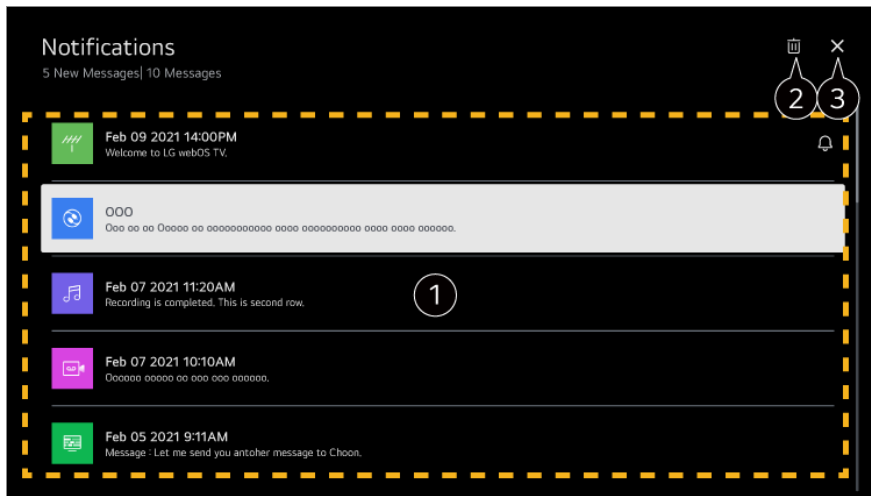 Notifications
5 New Messages| 10 Messages
2
3
Feb 09 2021 14:00PM
Welcome to LG webOS TV.
OOO
Ooo oo oo Ooooo oo ooooooooooo oooo oooooooooo oooo oooo oooooo.
Feb 07 2021 11:20AM
Recording is completed. This is second row.
1
Feb 07 2021 10:10AM
Oooooo ooooo oo ooo ooo oooooo.
Feb 05 2021 9:11AM
Message : Let me send you antoher message to Choon.